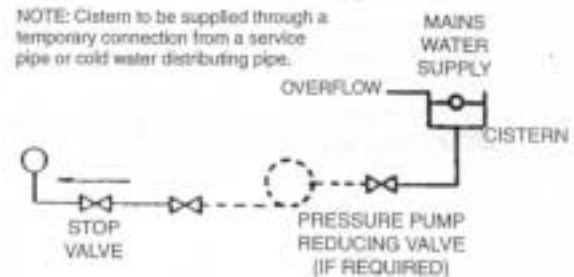 NOTE: Cistern to be supplied through a
temporary connection from a service
pipe or cold water distributing pipe.
MAINS
WATER
SUPPLY
OVERFLOW
CISTERN
STOP
VALVE
PRESSURE PUMP
REDUCING VALVE
(IF REQUIRED)